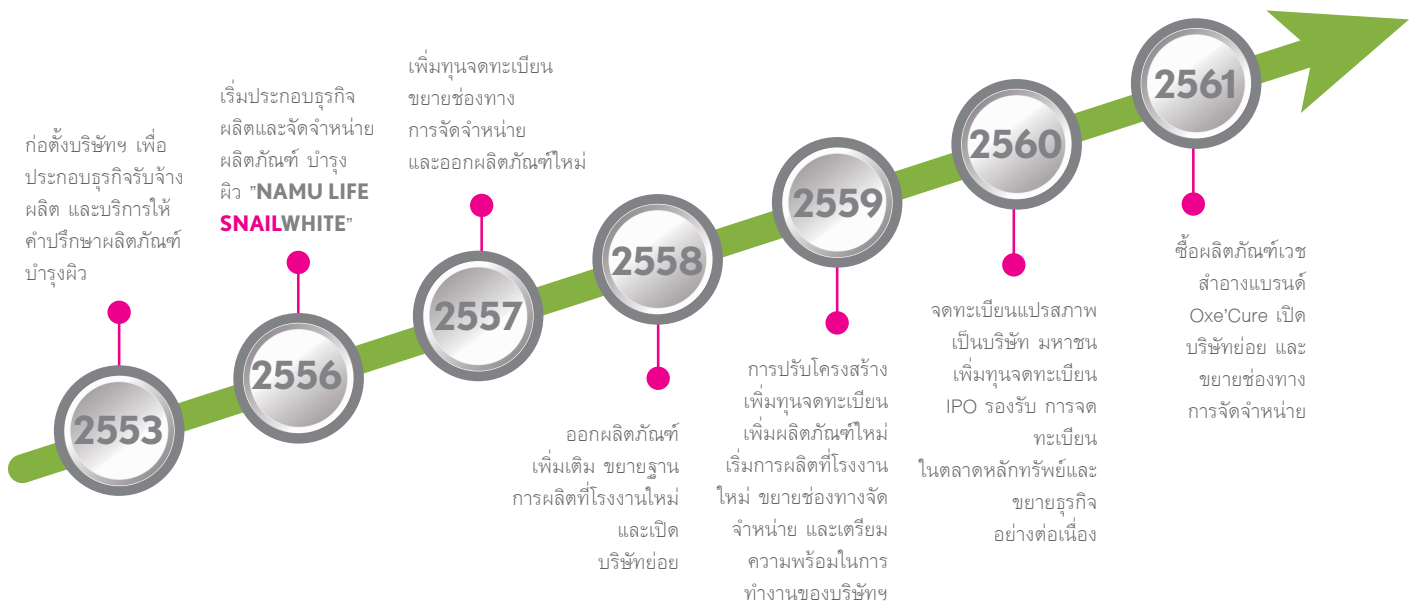 2553
ก่อตั้งบริษัทฯ เพื่อ
ประกอบธุรกิจรับจ้าง
ผลิต และบริการให้
คำปรึกษาผลิตภัณฑ์
บำรุงผิว
2556
เริ่มประกอบธุรกิจ
ผลิตและจัดจำหน่าย
ผลิตภัณฑ์ บำรุง
ผิว "NAMU LIFE
SNAILWHITE"
2557
เพิ่มทุนจดทะเบียน
ขยายช่องทาง
การจัดจำหน่าย
และออกผลิตภัณฑ์ใหม่
2558
ออกผลิตภัณฑ์
เพิ่มเติม ขยายฐาน
การผลิตที่โรงงานใหม่
และเปิด
บริษัทย่อย
2559
การปรับโครงสร้าง
เพิ่มทุนจดทะเบียน
เพิ่มผลิตภัณฑ์ใหม่
เริ่มการผลิตที่โรงงาน
ใหม่ ขยายช่องทางจัด
จำหน่าย และเตรียม
ความพร้อมในการ
ทำงานของบริษัทฯ
2560
จดทะเบียนแปรสภาพ
เป็นบริษัท มหาชน
เพิ่มทุนจดทะเบียน
IPO รองรับ การจด
ทะเบียน
ในตลาดหลักทรัพย์และ
ขยายธุรกิจ
อย่างต่อเนื่อง
2561
ซื้อผลิตภัณฑ์เวช
สำอางแบรนด์
Oxe'Cure เปิด
บริษัทย่อย และ
ขยายช่องทาง
การจัดจำหน่าย